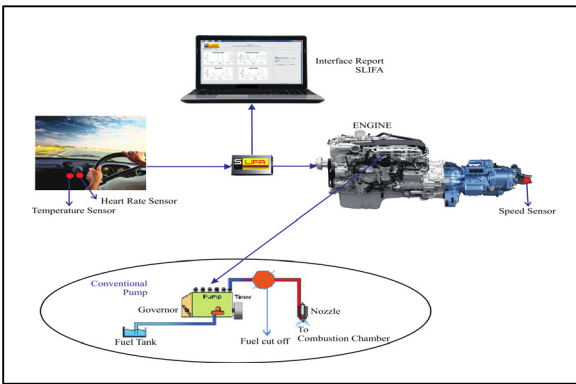 Interface Report
SLIFA
ENGINE
SLIFA
Heart Rate Sensor
Temperature Sensor
Speed Sensor
Conventional
Pump
Pump
Timer
Governor
Nozzle
To
Combustion Chamber
Fuel Tank
Fuel cut off